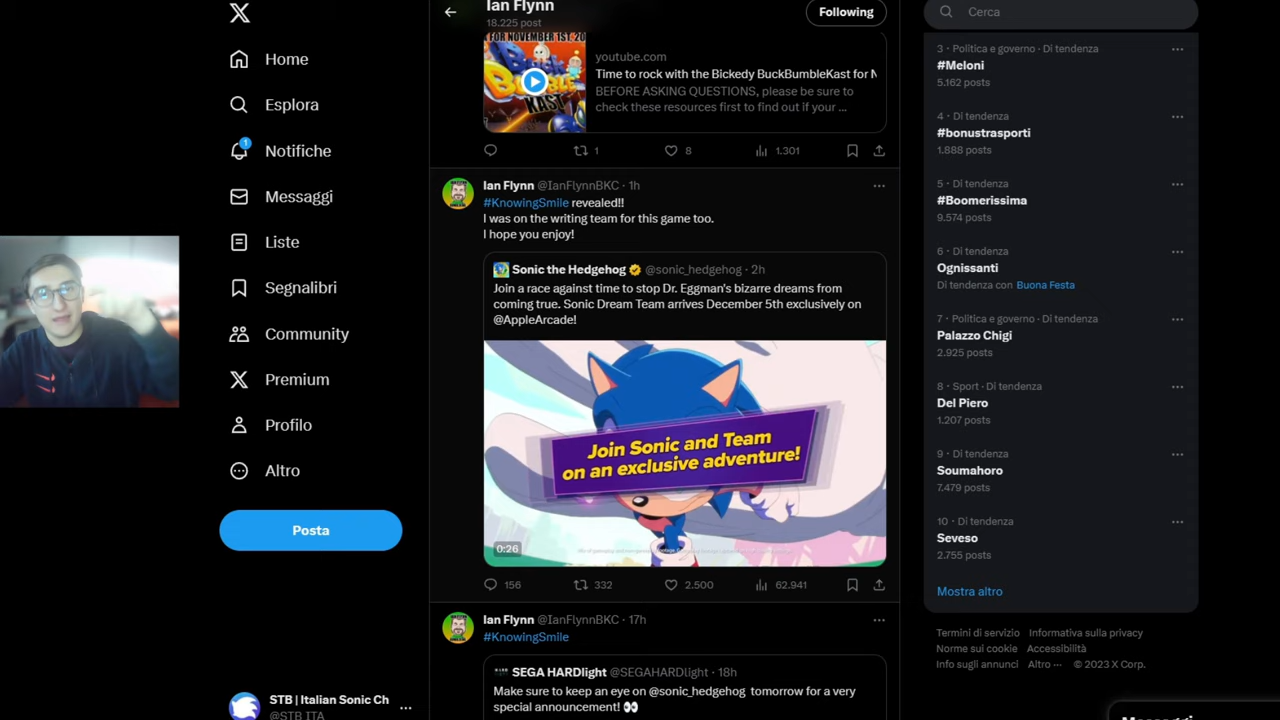 Home
Esplora
1
Notifiche
Messaggi
Liste
Segnalibri
Community
Premium
Profilo
Altro
Posta
STB | Italian Sonic Ch
@STB_ITA
Ian Flynn
18.225 post
Following
FOR NOVEMBER 1ST, 20
BUCK
BUMBLE
KAST
youtube.com
Time to rock with the Bickedy BuckBumbleKast for N
BEFORE ASKING QUESTIONS, please be sure to
check these resources first to find out if your ...
1
8
1.301
Ian Flynn @IanFlynnBKC · 1h
#KnowingSmile revealed!!
I was on the writing team for this game too.
I hope you enjoy!
Sonic the Hedgehog @sonic_hedgehog · 2h
Join a race against time to stop Dr. Eggman's bizarre dreams from
coming true. Sonic Dream Team arrives December 5th exclusively on
@AppleArcade!
Join Sonic and Team
on an exclusive adventure!
0:26
156
332
2.500
62.941
Ian Flynn @IanFlynnBKC · 17h
#KnowingSmile
SEGA HARDlight @SEGAHARDlight · 18h
Make sure to keep an eye on @sonic_hedgehog tomorrow for a very
special announcement! 👀
Cerca
3 · Politica e governo · Di tendenza
#Meloni
5.162 posts
4 · Di tendenza
#bonustrasporti
1.888 posts
5 · Di tendenza
#Boomerissima
9.574 posts
6 · Di tendenza
Ognissanti
Di tendenza con Buona Festa
7 · Politica e governo · Di tendenza
Palazzo Chigi
2.925 posts
8 · Sport · Di tendenza
Del Piero
1.207 posts
9 · Di tendenza
Soumahoro
7.479 posts
10 · Di tendenza
Seveso
2.755 posts
Mostra altro
Termini di servizio Informativa sulla privacy
Norme sui cookie Accessibilità
Info sugli annunci Altro ··· © 2023 X Corp.
Messaggi